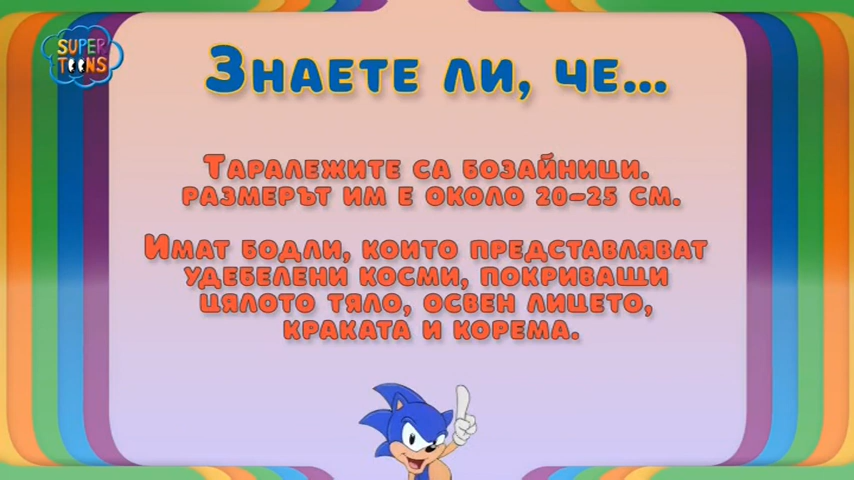 SUPER
TOONS
Знаете ли, че...
Таралежите са бозайници.
размерът им е около 20-25 см.
Имат бодли, които представляват
удебелени косми, покриващи
цялото тяло, освен лицето,
краката и корема.